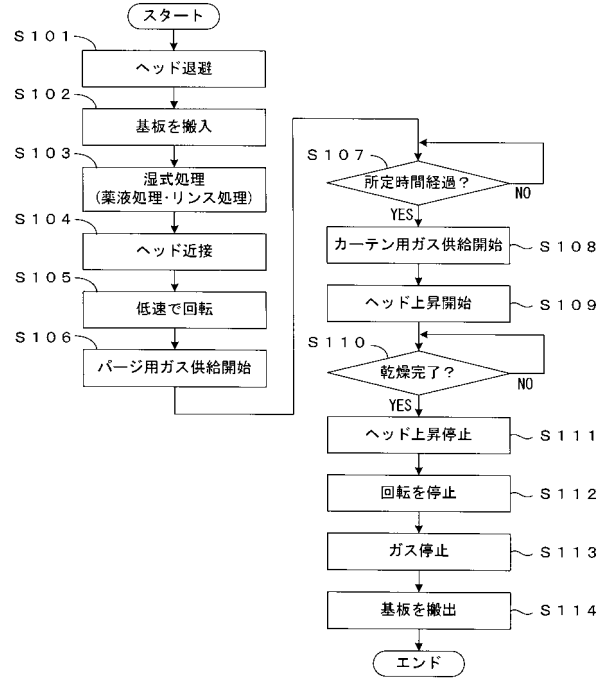 スタート
S101
ヘッド退避
S102
基板を搬入
S103
湿式処理
(薬液処理・リンス処理)
S104
ヘッド近接
S105
低速で回転
S106
パージ用ガス供給開始
S107
所定時間経過?
NO
YES
カーテン用ガス供給開始
S108
ヘッド上昇開始
S109
S110
乾燥完了?
NO
YES
ヘッド上昇停止
S111
回転を停止
S112
ガス停止
S113
基板を搬出
S114
エンド